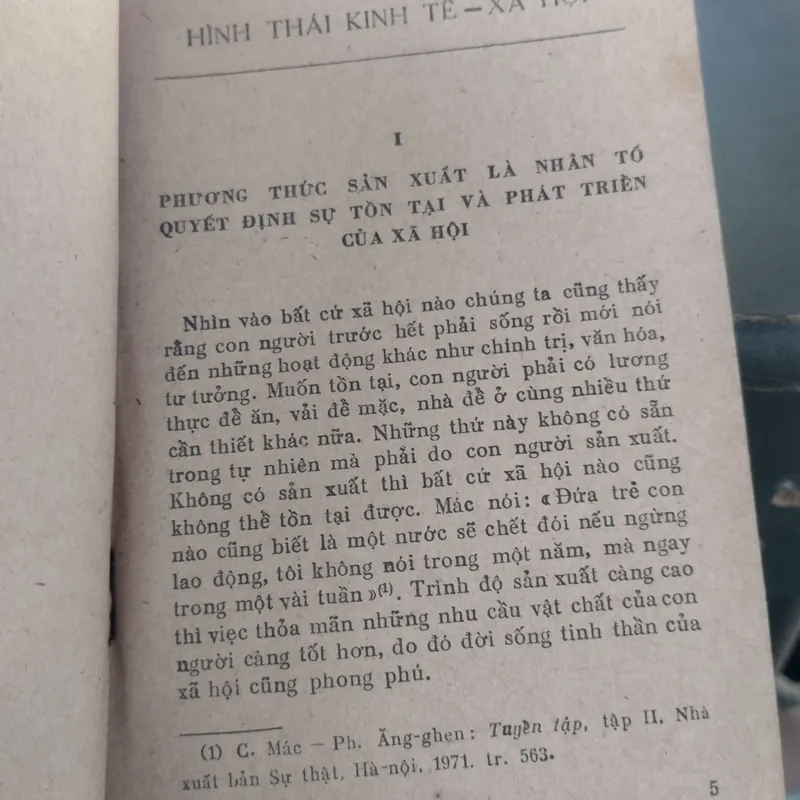 HÌNH THÁI KINH TẾ — XÃ HỘI
I
PHƯƠNG THỨC SẢN XUẤT LÀ NHÂN TỐ
QUYẾT ĐỊNH SỰ TỒN TẠI VÀ PHÁT TRIỂN
CỦA XÃ HỘI
Nhìn vào bất cứ xã hội nào chúng ta cũng thấy
rằng con người trước hết phải sống rồi mới nói
đến những hoạt động khác như chính trị, văn hóa,
tư tưởng. Muốn tồn tại, con người phải có lương
thực để ăn, vải để mặc, nhà để ở cùng nhiều thứ
cần thiết khác nữa. Những thứ này không có sẵn
trong tự nhiên mà phải do con người sản xuất.
Không có sản xuất thì bất cứ xã hội nào cũng
không thể tồn tại được. Mác nói: «Đứa trẻ con
nào cũng biết là một nước sẽ chết đói nếu ngừng
lao động, tôi không nói trong một năm, mà ngay
trong một vài tuần»(1). Trình độ sản xuất càng cao
thì việc thỏa mãn những nhu cầu vật chất của con
người càng tốt hơn, do đó đời sống tinh thần của
xã hội cũng phong phú.
(1) C. Mác — Ph. Ăng-ghen: Tuyển tập, tập II, Nhà
xuất bản Sự thật, Hà-nội, 1971. tr. 563.
5